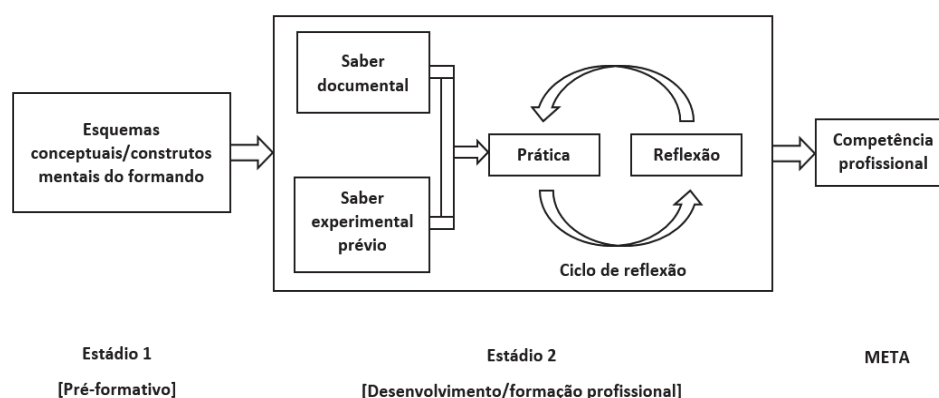 Esquemas
conceptuais/construtos
mentais do formando
Saber
documental
Saber
experimental
prévio
Prática
Reflexão
Ciclo de reflexão
Competência
profissional
Estádio 1
[Pré-formativo]
Estádio 2
[Desenvolvimento/formação profissional]
META